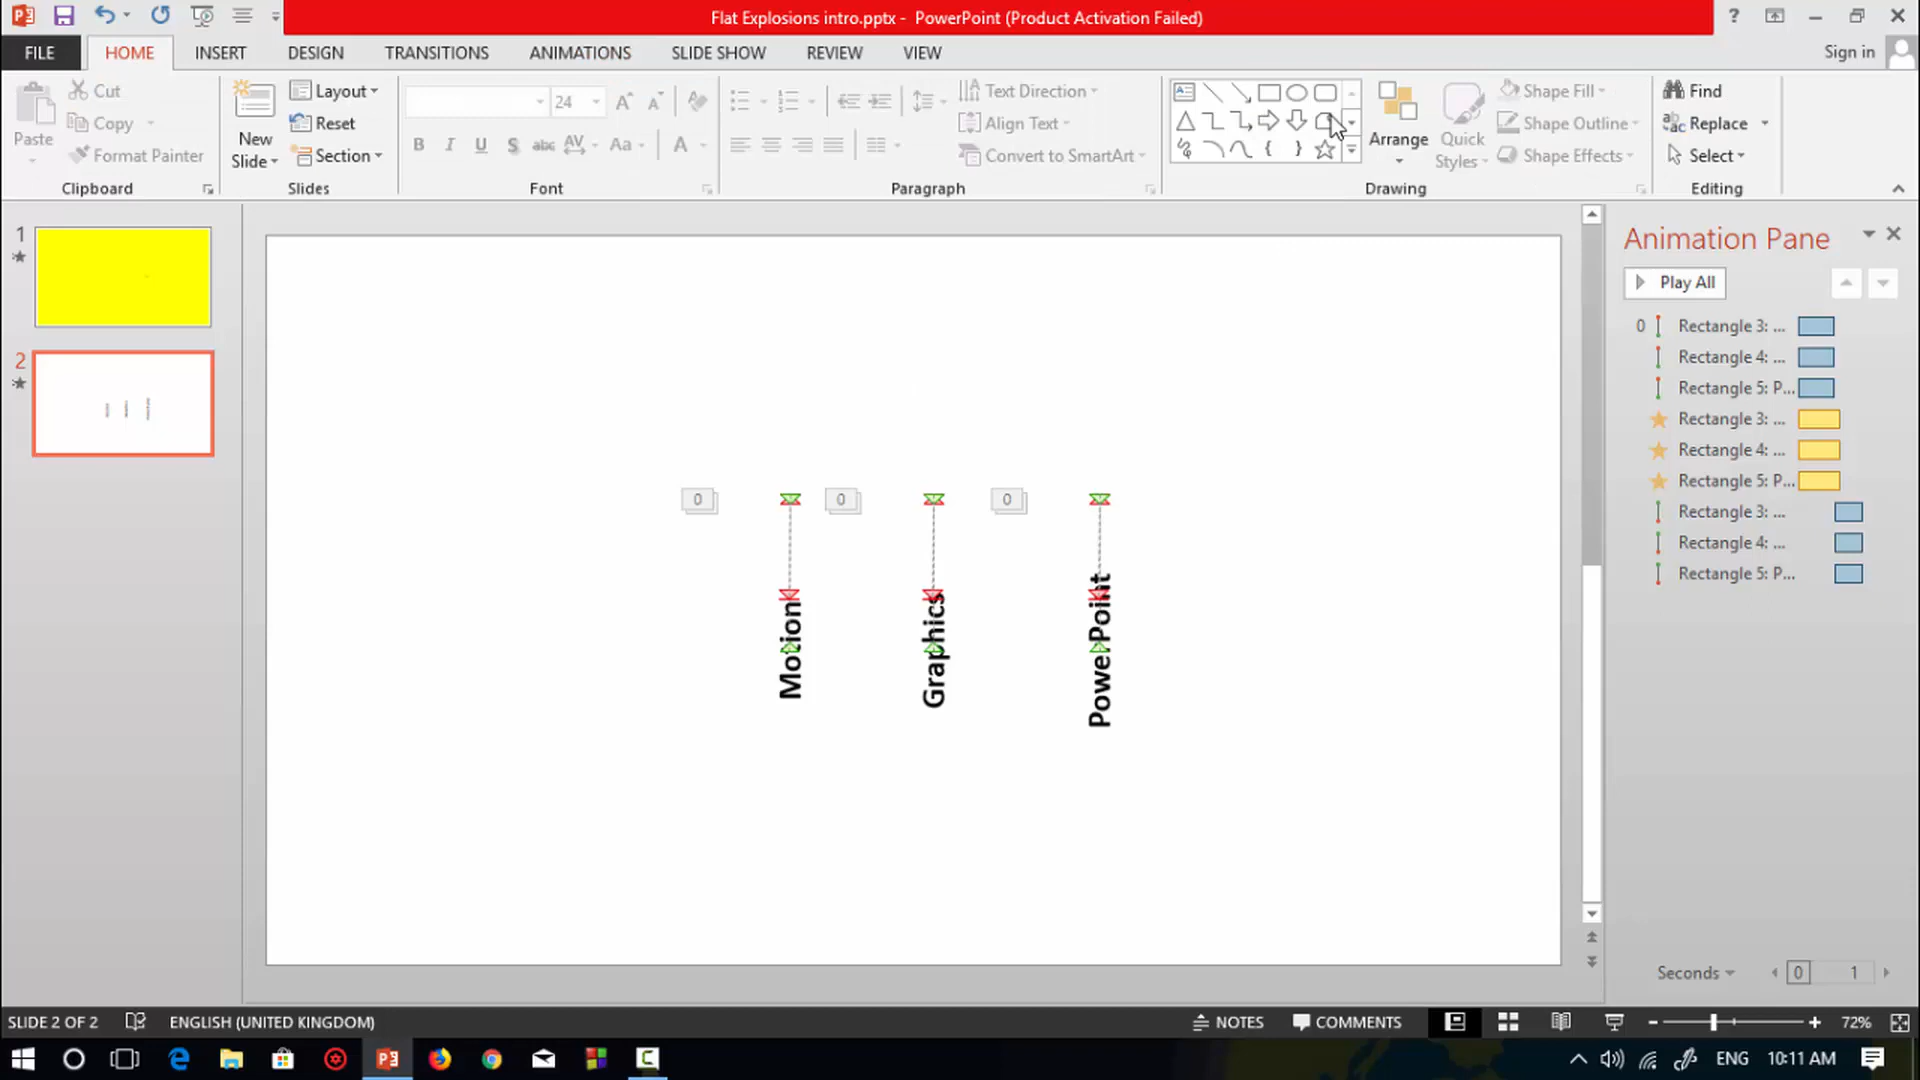 Flat Explosions intro.pptx - PowerPoint (Product Activation Failed)
?
FILE HOME INSERT DESIGN TRANSITIONS ANIMATIONS SLIDE SHOW REVIEW VIEW
Sign in
Paste
Cut
Copy
Format Painter
Clipboard
New Slide
Layout
Reset
Section
Slides
24
B I U S abc AV Aa A
Font
Text Direction
Align Text
Convert to SmartArt
Paragraph
Arrange
Quick Styles
Shape Fill
Shape Outline
Shape Effects
Drawing
Find
Replace
Select
Editing
1
2
0 0 0
Motion
Graphics
PowerPoint
Animation Pane
Play All
0 Rectangle 3: ...
Rectangle 4: ...
Rectangle 5: P...
Rectangle 3: ...
Rectangle 4: ...
Rectangle 5: P...
Rectangle 3: ...
Rectangle 4: ...
Rectangle 5: P...
Seconds 0 1
SLIDE 2 OF 2 ENGLISH (UNITED KINGDOM) NOTES COMMENTS 72%
ENG 10:11 AM